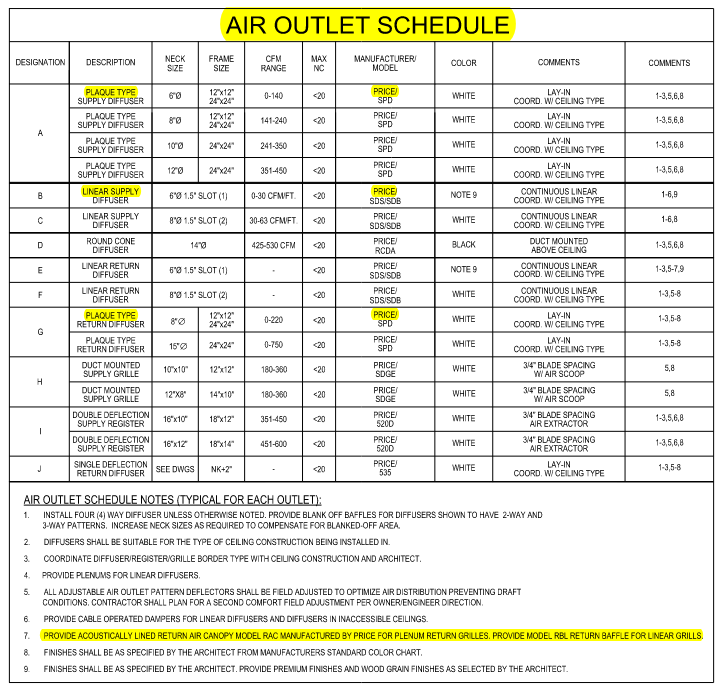 AIR OUTLET SCHEDULE
DESIGNATION DESCRIPTION NECK SIZE FRAME SIZE CFM RANGE MAX NC MANUFACTURER/ MODEL COLOR COMMENTS COMMENTS
A PLAQUE TYPE SUPPLY DIFFUSER 6"Ø 12"x12" 24"x24" 0-140 <20 PRICE/ SPD WHITE LAY-IN COORD. W/ CEILING TYPE 1-3,5,6,8
PLAQUE TYPE SUPPLY DIFFUSER 8"Ø 12"x12" 24"x24" 141-240 <20 PRICE/ SPD WHITE LAY-IN COORD. W/ CEILING TYPE 1-3,5,6,8
PLAQUE TYPE SUPPLY DIFFUSER 10"Ø 24"x24" 241-350 <20 PRICE/ SPD WHITE LAY-IN COORD. W/ CEILING TYPE 1-3,5,6,8
PLAQUE TYPE SUPPLY DIFFUSER 12"Ø 24"x24" 351-450 <20 PRICE/ SPD WHITE LAY-IN COORD. W/ CEILING TYPE 1-3,5,6,8
B LINEAR SUPPLY DIFFUSER 6"Ø 1.5" SLOT (1) 0-30 CFM/FT. <20 PRICE/ SDS/SDB NOTE 9 CONTINUOUS LINEAR COORD. W/ CEILING TYPE 1-6,9
C LINEAR SUPPLY DIFFUSER 8"Ø 1.5" SLOT (2) 30-63 CFM/FT. <20 PRICE/ SDS/SDB WHITE CONTINUOUS LINEAR COORD. W/ CEILING TYPE 1-6,8
D ROUND CONE DIFFUSER 14"Ø 425-530 CFM <20 PRICE/ RCDA BLACK DUCT MOUNTED ABOVE CEILING 1-3,5,6,8
E LINEAR RETURN DIFFUSER 6"Ø 1.5" SLOT (1) - <20 PRICE/ SDS/SDB NOTE 9 CONTINUOUS LINEAR COORD. W/ CEILING TYPE 1-3,5-7,9
F LINEAR RETURN DIFFUSER 8"Ø 1.5" SLOT (2) - <20 PRICE/ SDS/SDB WHITE CONTINUOUS LINEAR COORD. W/ CEILING TYPE 1-3,5-8
G PLAQUE TYPE RETURN DIFFUSER 8"∅ 12"x12" 24"x24" 0-220 <20 PRICE/ SPD WHITE LAY-IN COORD. W/ CEILING TYPE 1-3,5-8
PLAQUE TYPE RETURN DIFFUSER 15"∅ 24"x24" 0-750 <20 PRICE/ SPD WHITE LAY-IN COORD. W/ CEILING TYPE 1-3,5-8
H DUCT MOUNTED SUPPLY GRILLE 10"x10" 12"x12" 180-360 <20 PRICE/ SDGE WHITE 3/4" BLADE SPACING W/ AIR SCOOP 5,8
DUCT MOUNTED SUPPLY GRILLE 12"X8" 14"x10" 180-360 <20 PRICE/ SDGE WHITE 3/4" BLADE SPACING W/ AIR SCOOP 5,8
I DOUBLE DEFLECTION SUPPLY REGISTER 16"x10" 18"x12" 351-450 <20 PRICE/ 520D WHITE 3/4" BLADE SPACING AIR EXTRACTOR 1-3,5,6,8
DOUBLE DEFLECTION SUPPLY REGISTER 16"x12" 18"x14" 451-600 <20 PRICE/ 520D WHITE 3/4" BLADE SPACING AIR EXTRACTOR 1-3,5,6,8
J SINGLE DEFLECTION RETURN DIFFUSER SEE DWGS NK+2" - <20 PRICE/ 535 WHITE LAY-IN COORD. W/ CEILING TYPE 1-3,5-8
AIR OUTLET SCHEDULE NOTES (TYPICAL FOR EACH OUTLET):
1. INSTALL FOUR (4) WAY DIFFUSER UNLESS OTHERWISE NOTED. PROVIDE BLANK OFF BAFFLES FOR DIFFUSERS SHOWN TO HAVE 2-WAY AND
3-WAY PATTERNS. INCREASE NECK SIZES AS REQUIRED TO COMPENSATE FOR BLANKED-OFF AREA.
2. DIFFUSERS SHALL BE SUITABLE FOR THE TYPE OF CEILING CONSTRUCTION BEING INSTALLED IN.
3. COORDINATE DIFFUSER/REGISTER/GRILLE BORDER TYPE WITH CEILING CONSTRUCTION AND ARCHITECT.
4. PROVIDE PLENUMS FOR LINEAR DIFFUSERS.
5. ALL ADJUSTABLE AIR OUTLET PATTERN DEFLECTORS SHALL BE FIELD ADJUSTED TO OPTIMIZE AIR DISTRIBUTION PREVENTING DRAFT
CONDITIONS. CONTRACTOR SHALL PLAN FOR A SECOND COMFORT FIELD ADJUSTMENT PER OWNER/ENGINEER DIRECTION.
6. PROVIDE CABLE OPERATED DAMPERS FOR LINEAR DIFFUSERS AND DIFFUSERS IN INACCESSIBLE CEILINGS.
7. PROVIDE ACOUSTICALLY LINED RETURN AIR CANOPY MODEL RAC MANUFACTURED BY PRICE FOR PLENUM RETURN GRILLES. PROVIDE MODEL RBL RETURN BAFFLE FOR LINEAR GRILLS.
8. FINISHES SHALL BE AS SPECIFIED BY THE ARCHITECT FROM MANUFACTURERS STANDARD COLOR CHART.
9. FINISHES SHALL BE AS SPECIFIED BY THE ARCHITECT. PROVIDE PREMIUM FINISHES AND WOOD GRAIN FINISHES AS SELECTED BY THE ARCHITECT.